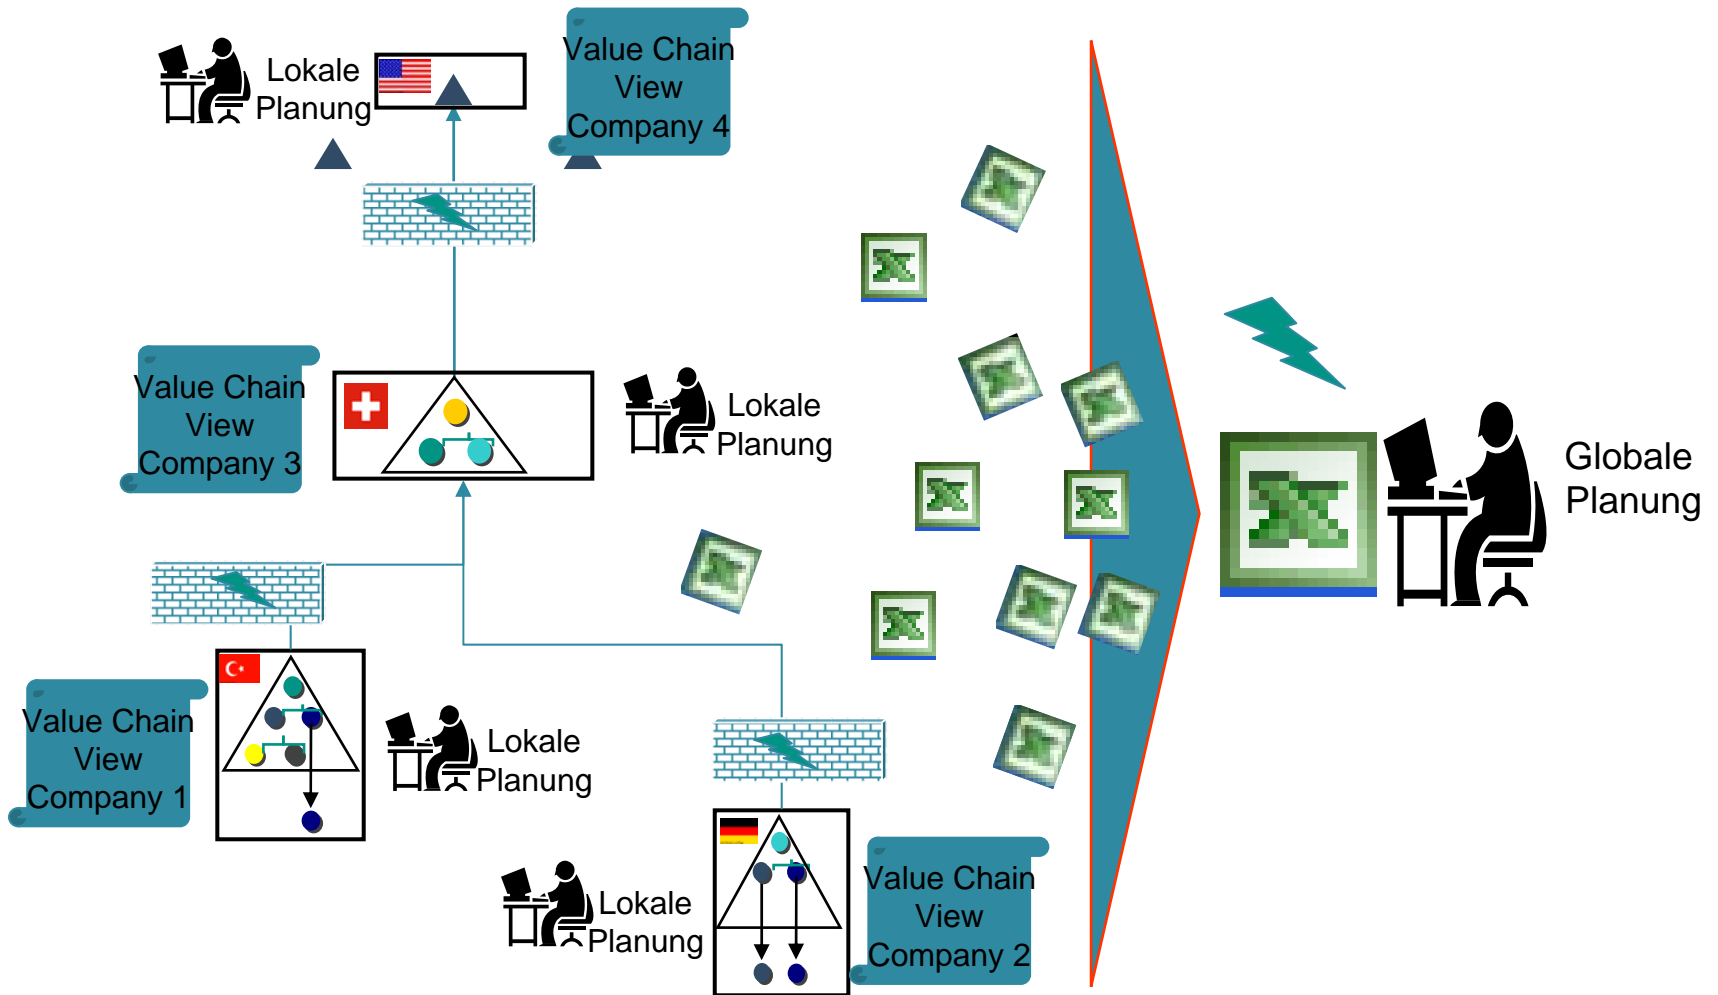 Lokale
Planung
Value Chain
View
Company 4
Value Chain
View
Company 3
Lokale
Planung
Globale
Planung
Value Chain
View
Company 1
Lokale
Planung
Lokale
Planung
Value Chain
View
Company 2